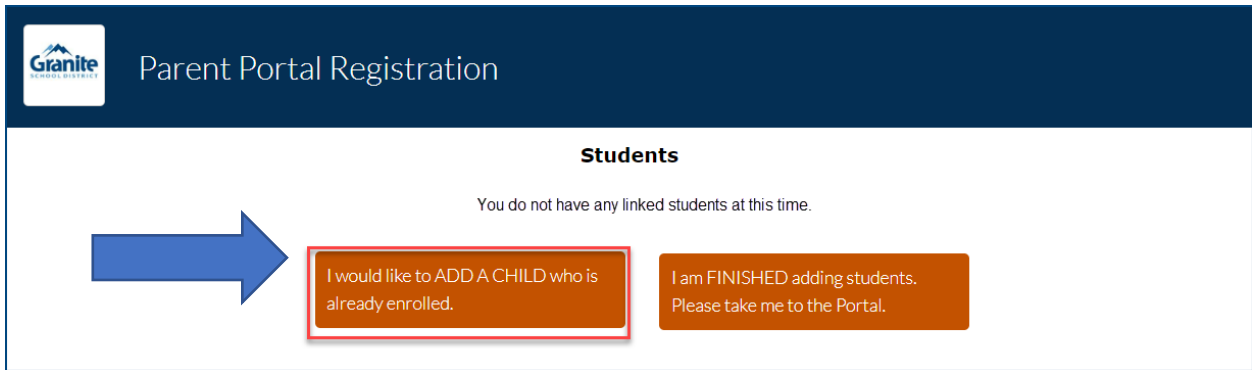 Granite
SCHOOL DISTRICT
Parent Portal Registration
Students
You do not have any linked students at this time.
I would like to ADD A CHILD who is
already enrolled.
I am FINISHED adding students.
Please take me to the Portal.